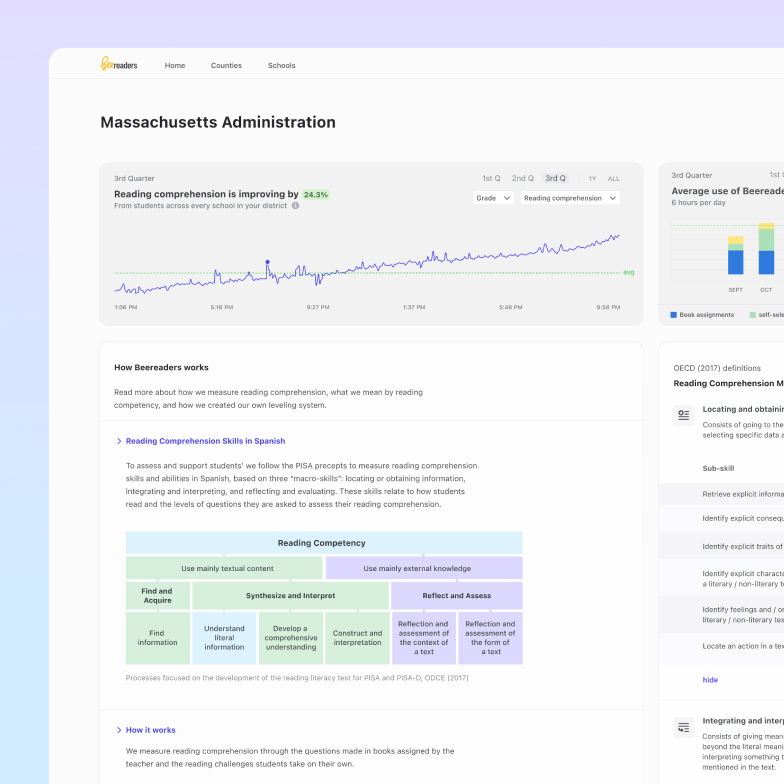 Beereaders
Home
Counties
Schools
Massachusetts Administration
3rd Quarter
1st Q
2nd Q
3rd Q
1Y
ALL
Reading comprehension is improving by 24.3%
From students across every school in your district
Grade
Reading comprehension
avg
1:06 PM
5:16 PM
9:27 PM
1:37 PM
5:48 PM
9:58 PM
3rd Quarter
1st
Average use of Beereade
6 hours per day
SEPT
OCT
Book assignments
self-sele
How Beereaders works
Read more about how we measure reading comprehension, what we mean by reading
competency, and how we created our own leveling system.
Reading Comprehension Skills in Spanish
To assess and support students' we follow the PISA precepts to measure reading comprehension
skills and abilities in Spanish, based on three “macro-skills”: locating or obtaining information,
integrating and interpreting, and reflecting and evaluating. These skills relate to how students
read and the levels of questions they are asked to assess their reading comprehension.
Reading Competency
Use mainly textual content
Use mainly external knowledge
Find and
Acquire
Synthesize and Interpret
Reflect and Assess
Find
information
Understand
literal
information
Develop a
comprehensive
understanding
Construct and
interpretation
Reflection and
assessment of
the context of
a text
Reflection and
assessment of
the form of
a text
Processes focused on the development of the reading literacy test for PISA and PISA-D, ODCE (2017)
How it works
We measure reading comprehension through the questions made in books assigned by the
teacher and the reading challenges students take on their own.
OECD (2017) definitions
Reading Comprehension M
Locating and obtainin
Consists of going to the
selecting specific data a
Sub-skill
Retrieve explicit informa
Identify explicit consequ
Identify explicit traits of
Identify explicit characte
a literary / non-literary te
Identify feelings and / or
literary / non-literary tex
Locate an action in a tex
hide
Integrating and interp
Consists of giving meani
beyond the literal meani
interpreting something t
mentioned in the text.